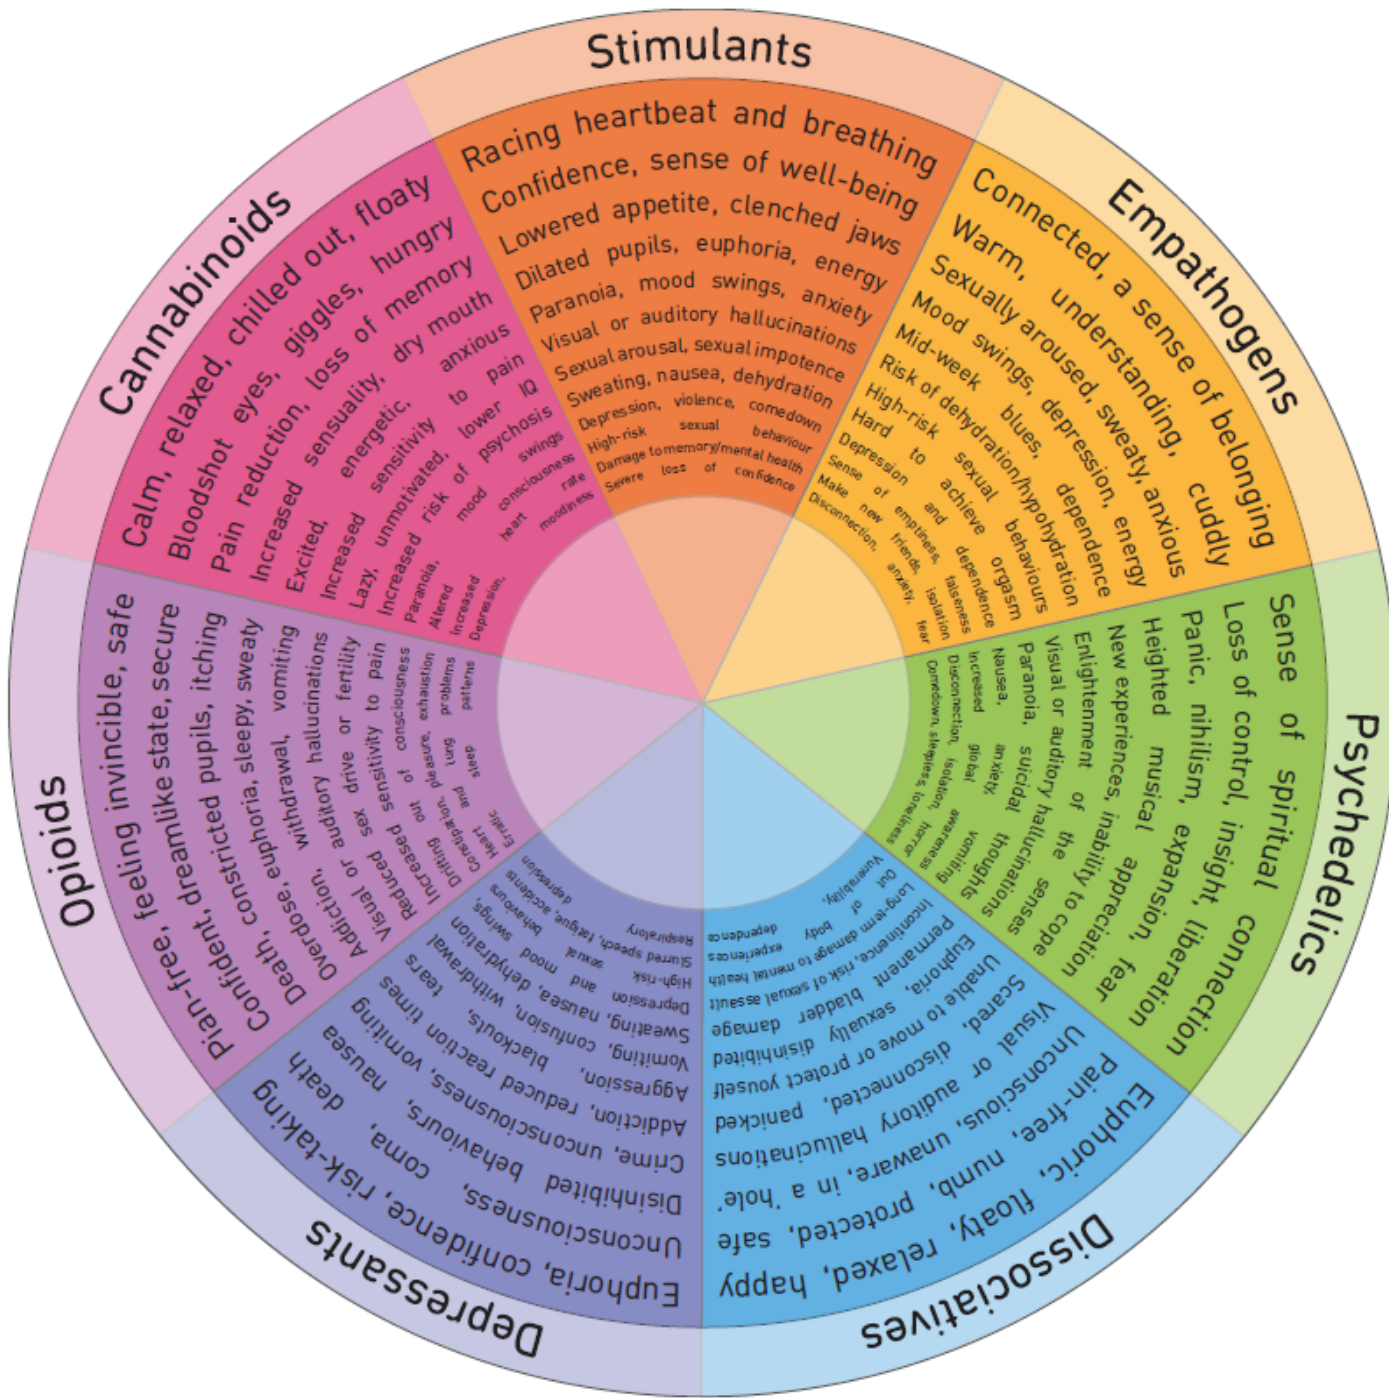 Stimulants
Racing heartbeat and breathing
Confidence, sense of well-being
Lowered appetite, clenched jaws
Dilated pupils, euphoria, energy
Paranoia, mood swings, anxiety
Visual or auditory hallucinations
Sexual arousal, sexual impotence
Sweating, nausea, dehydration
Depression, violence, comedown
High-risk sexual behaviour
Damage to memory/mental health
Severe loss of confidence
Empathogens
Connected, a sense of belonging
Warm, understanding, cuddly
Sexually aroused, sweaty, anxious
Mood swings, depression, energy
Mid-week blues, dependence
Risk of dehydration/hypohydration
High-risk sexual behaviours
Hard to achieve orgasm
Depression and dependence
Sense of emptiness, falseness
Make new friends, isolation
Disconnection, anxiety, fear
Psychedelics
Sense of spiritual connection
Loss of control, insight, liberation
Panic, nihilism, expansion, fear
Heighted musical appreciation
New experiences, inability to cope
Enlightenment of the senses
Visual or auditory hallucinations
Paranoia, suicidal thoughts
Nausea, anxiety, vomiting
Increased global awareness
Disconnection, isolation, horror
Comedown, sleepless, loneliness
Dissociatives
Euphoric, floaty, relaxed, happy
Pain-free, numb, protected, safe
Unconscious, unaware, in a 'hole'
Visual or auditory hallucinations
Scared, disconnected, panicked
Unable to move or protect yourself
Euphoria, sexually disinhibited
Permanent bladder damage
Incontinence, risk of sexual assault
Long-term damage to mental health
Out of body experiences
Vunerability, dependence
Depressants
Euphoria, confidence, risk-taking
Unconsciousness, coma, death
Disinhibited behaviours, nausea
Crime, unconsciousness, vomiting
Addiction, reduced reaction times
Aggression, blackouts, tears
Vomiting, confusion, withdrawal
Sweating, nausea, dehydration
Depression and mood swings,
High-risk sexual behaviours
Slurred speech, fatigue, accidents
Respiratory depression
Opioids
Pian-free, feeling invincible, safe
Confident, dreamlike state, secure
Death, constricted pupils, itching
Overdose, euphoria, sleepy, sweaty
Addiction, withdrawal, vomiting
Visual or auditory hallucinations
Reduced sex drive or fertility
Increased sensitivity to pain
Drifting out of consciousness
Constipation, pleasure, exhaustion
Heart and lung problems
Erratic sleep patterns
Cannabinoids
Calm, relaxed, chilled out, floaty
Bloodshot eyes, giggles, hungry
Pain reduction, loss of memory
Increased sensuality, dry mouth
Excited, energetic, anxious
Increased sensitivity to pain
Lazy, unmotivated, lower IQ
Increased risk of psychosis
Paranoia, mood swings
Altered consciousness
Increased heart rate
Depression, moodiness